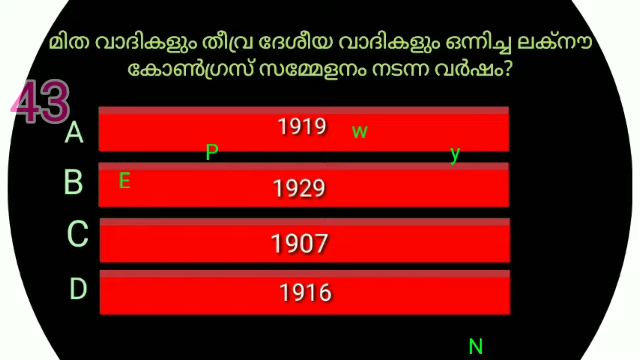 മിത വാദികളും തീവ്ര ദേശീയ വാദികളും ഒന്നിച്ച ലക്നൗ
കോൺഗ്രസ് സമ്മേളനം നടന്ന വർഷം?
43
A 1919 w
P y
B E 1929
C 1907
D 1916
N